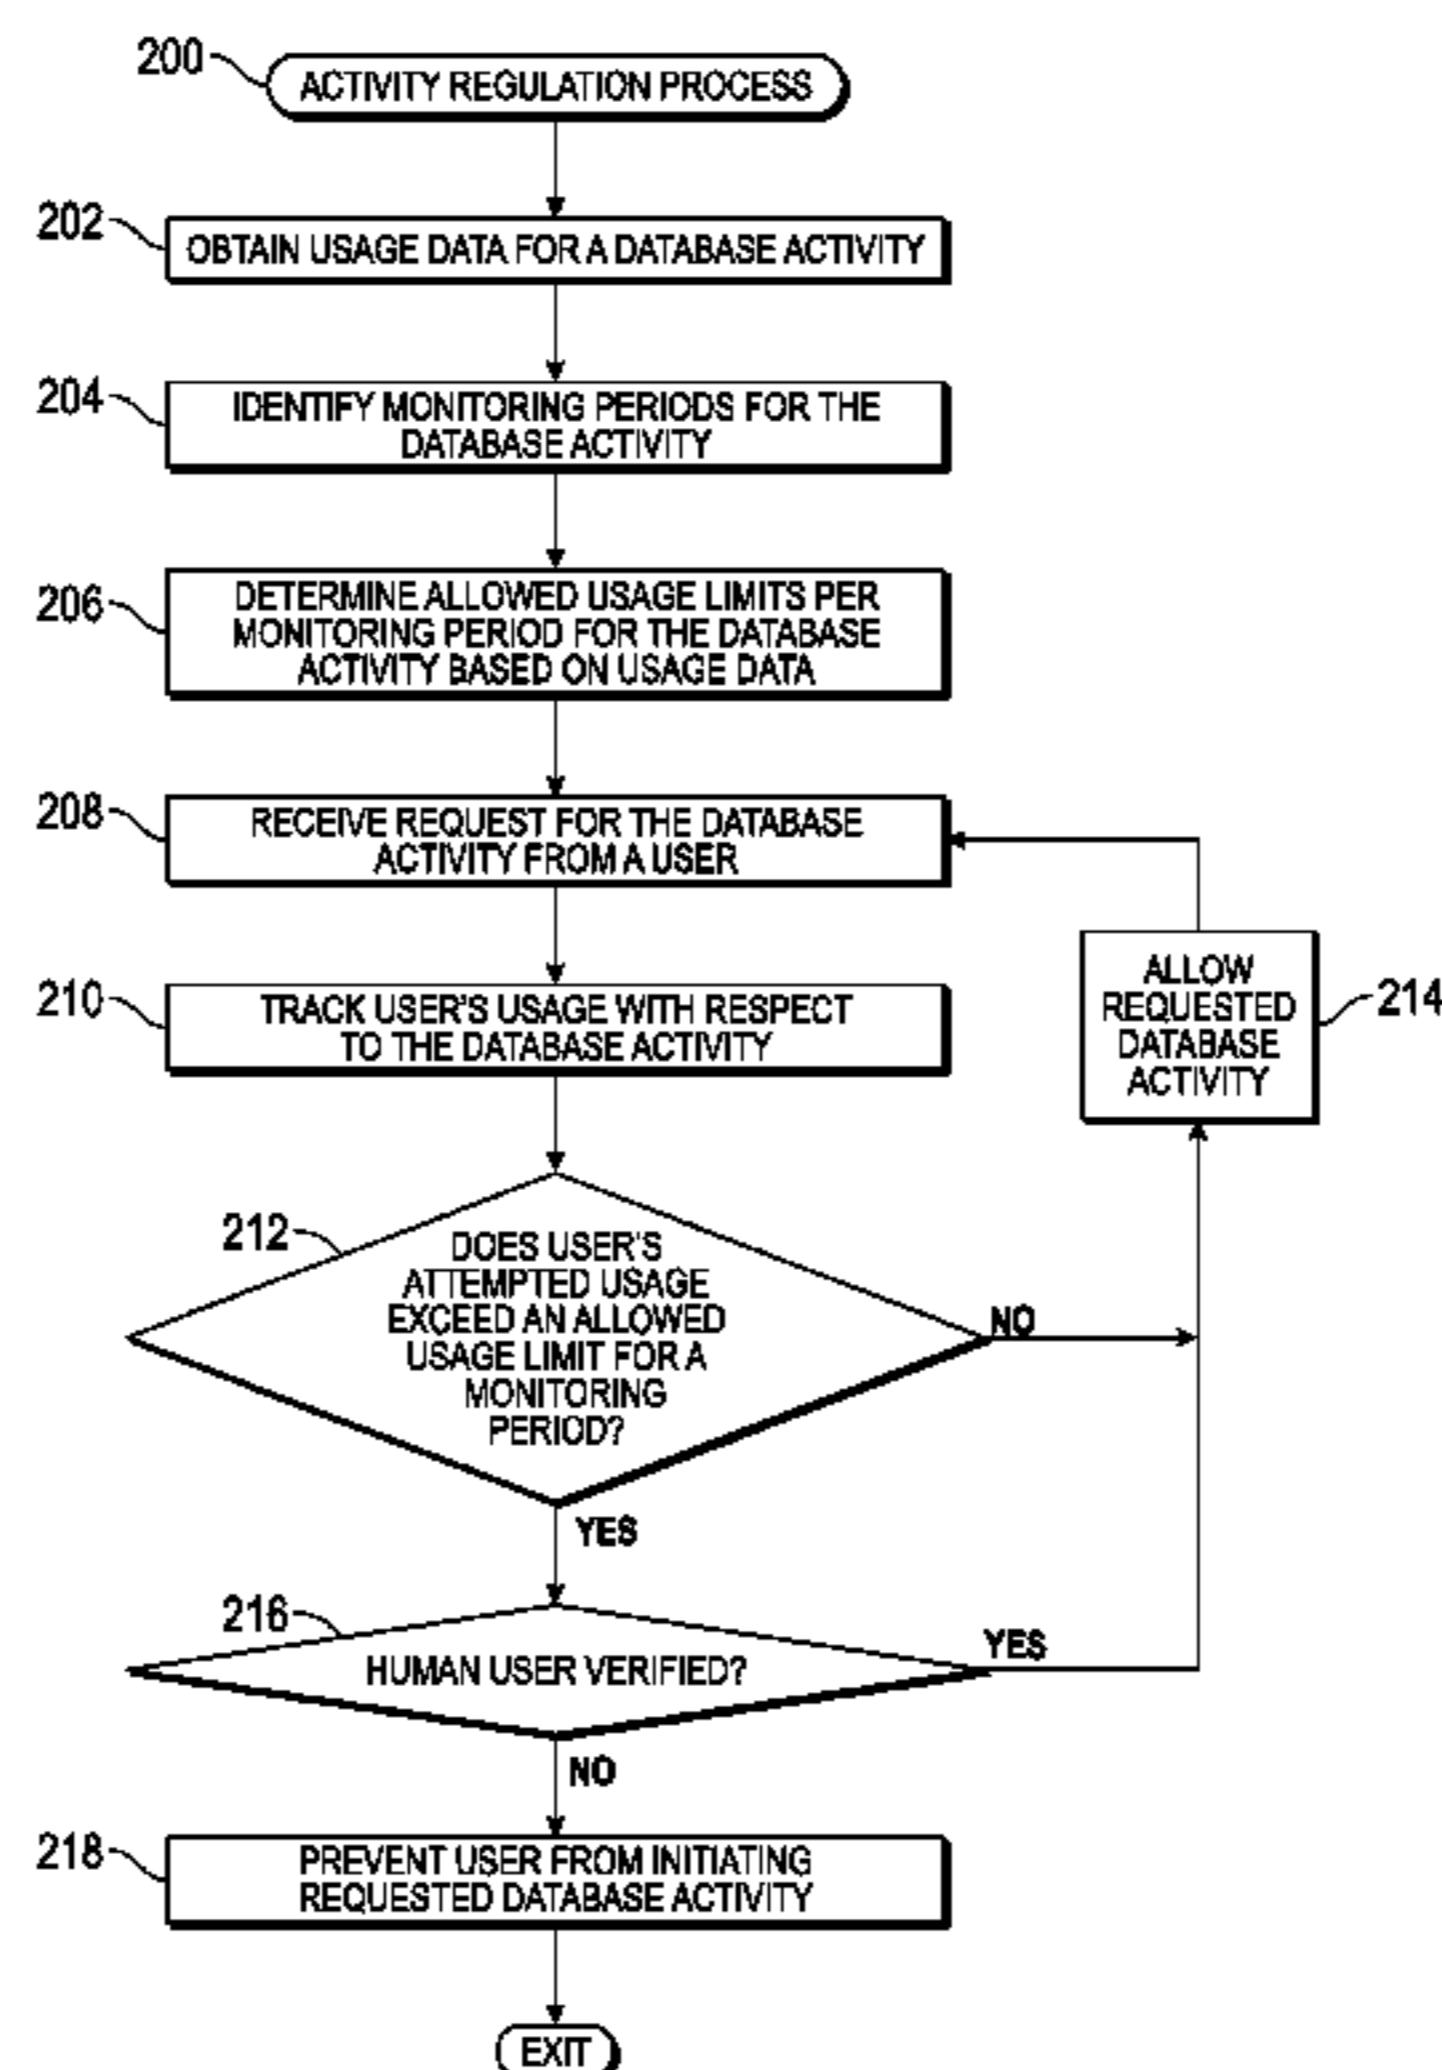 200
ACTIVITY REGULATION PROCESS
202
OBTAIN USAGE DATA FOR A DATABASE ACTIVITY
204
IDENTIFY MONITORING PERIODS FOR THE
DATABASE ACTIVITY
206
DETERMINE ALLOWED USAGE LIMITS PER
MONITORING PERIOD FOR THE DATABASE
ACTIVITY BASED ON USAGE DATA
208
RECEIVE REQUEST FOR THE DATABASE
ACTIVITY FROM A USER
210
TRACK USER'S USAGE WITH RESPECT
TO THE DATABASE ACTIVITY
ALLOW
REQUESTED
DATABASE
ACTIVITY
214
212
DOES USER'S
ATTEMPTED USAGE
EXCEED AN ALLOWED
USAGE LIMIT FOR A
MONITORING
PERIOD?
NO
YES
216
HUMAN USER VERIFIED?
YES
NO
218
PREVENT USER FROM INITIATING
REQUESTED DATABASE ACTIVITY
EXIT